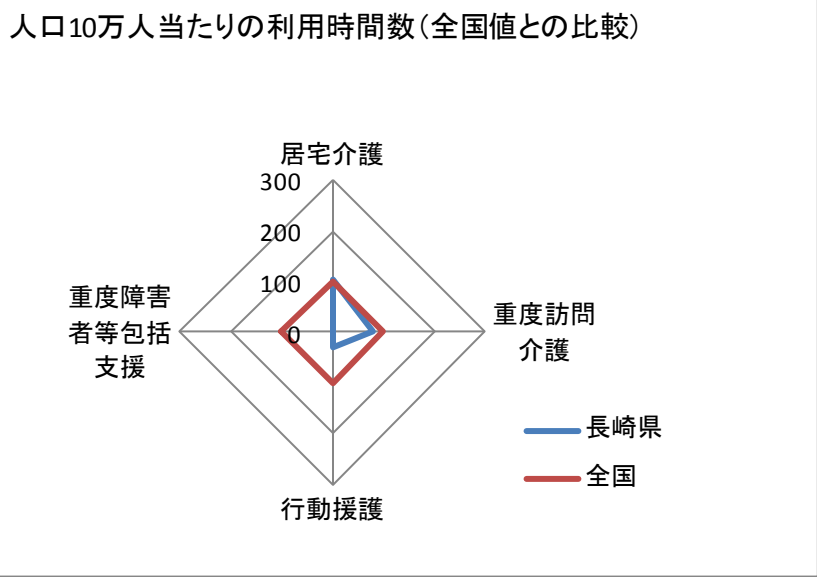 人口10万人当たりの利用時間数（全国値との比較）
居宅介護
300
200
100
0
重度障害
者等包括
支援
重度訪問
介護
行動援護
長崎県
全国